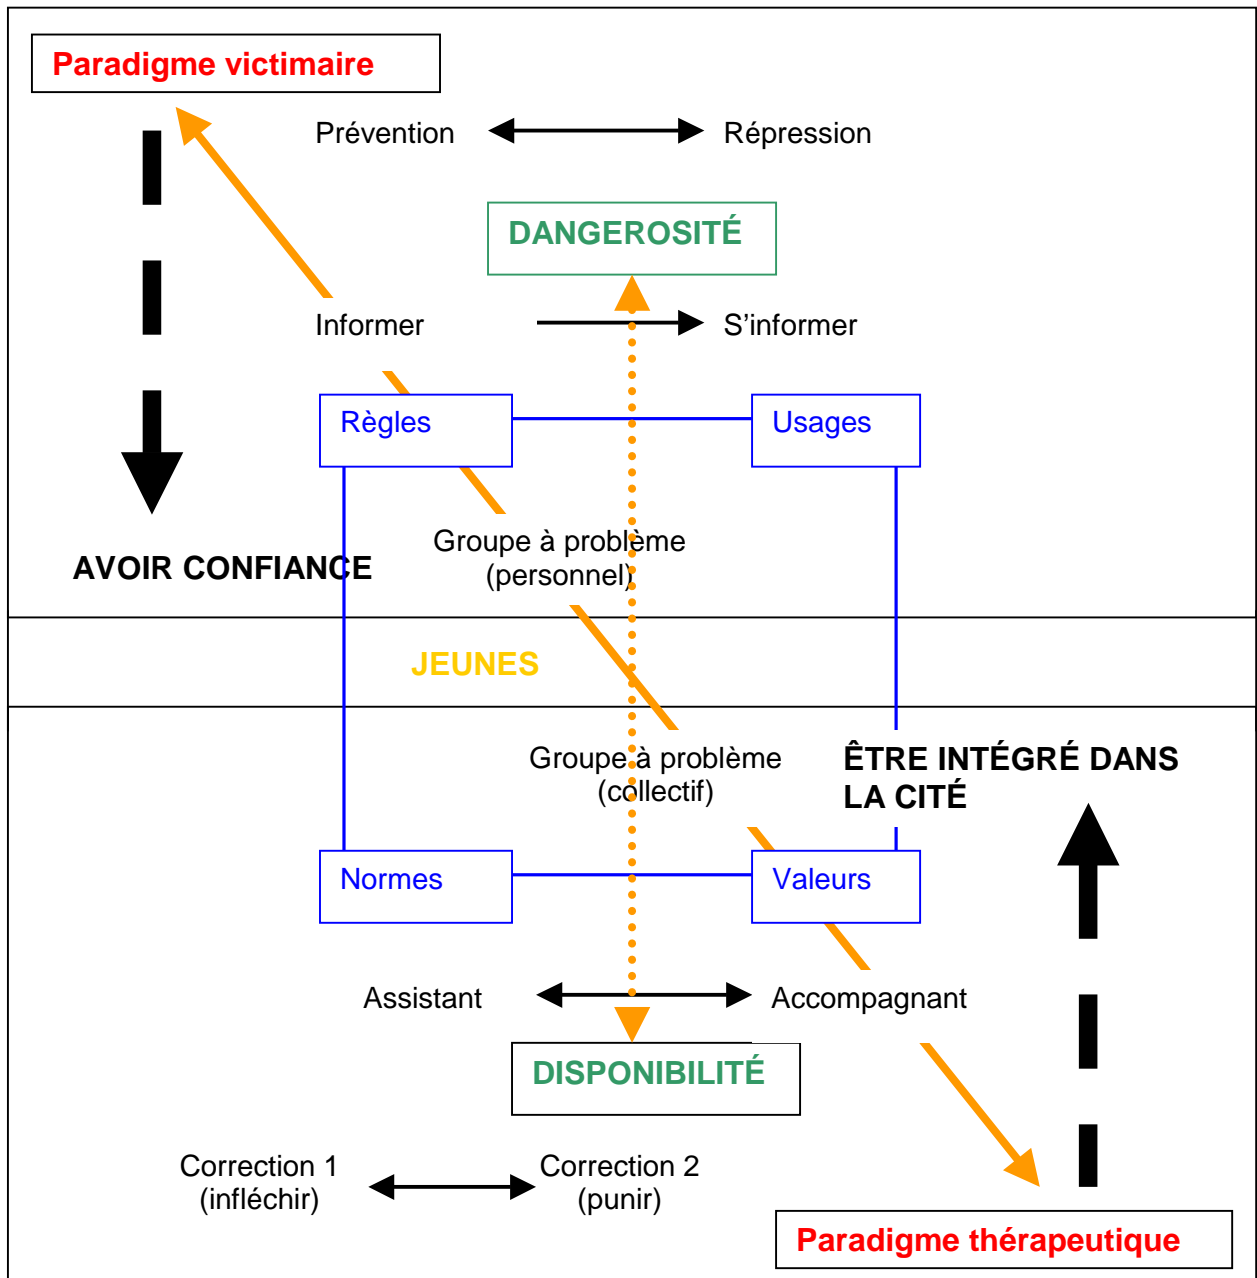 Paradigme victimaire
Prévention
Répression
DANGEROSITÉ
Informer
S’informer
Règles
Usages
Groupe à problème
(personnel)
AVOIR CONFIANCE
JEUNES
Groupe à problème
(collectif)
ÊTRE INTÉGRÉ DANS
LA CITÉ
Normes
Valeurs
Assistant
Accompagnant
DISPONIBILITÉ
Correction 1
(infléchir)
Correction 2
(punir)
Paradigme thérapeutique